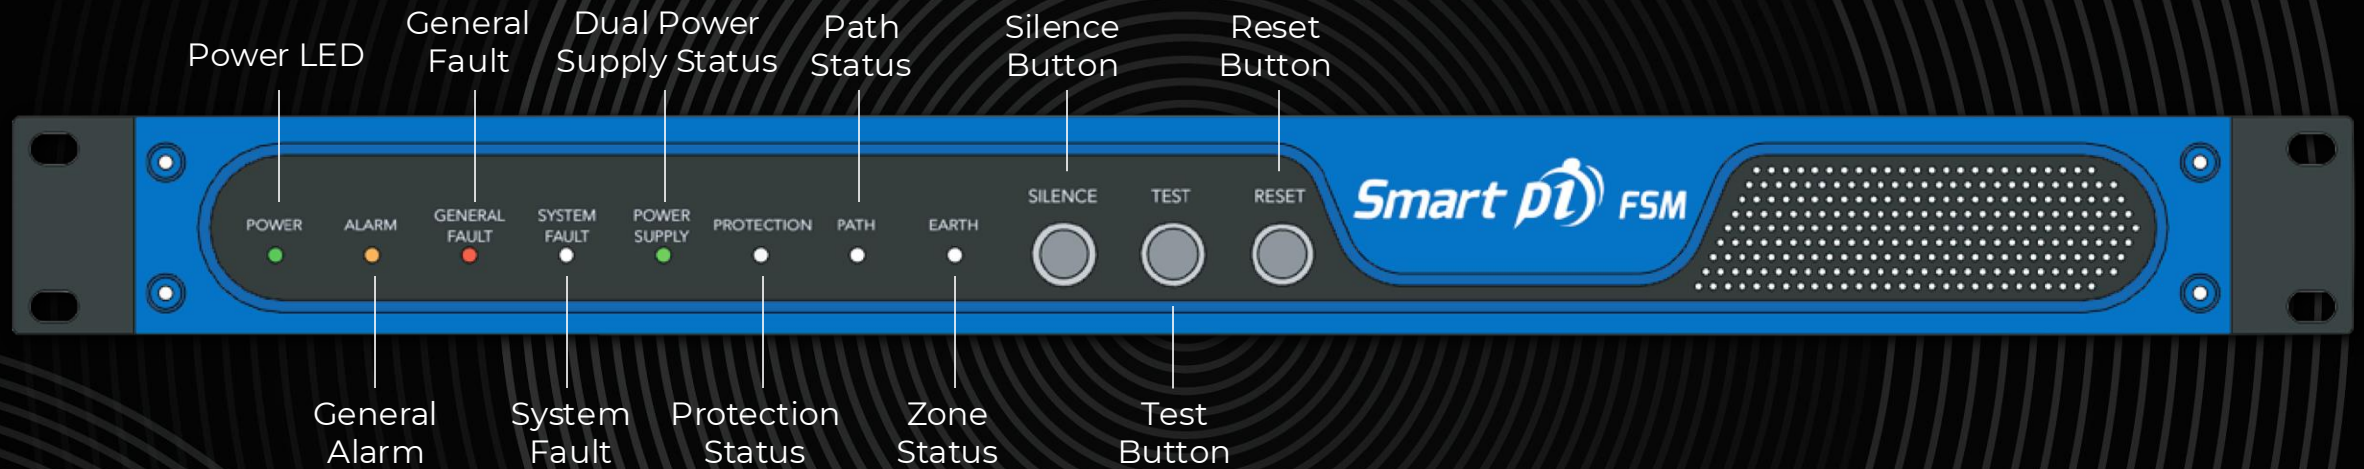 Power LED
General
Fault
Dual Power
Supply Status
Path
Status
Silence
Button
Reset
Button
SILENCE
TEST
RESET
Smart pi FSM
POWER
ALARM
GENERAL
FAULT
SYSTEM
FAULT
POWER
SUPPLY
PROTECTION
PATH
EARTH
General
Alarm
System
Fault
Protection
Status
Zone
Status
Test
Button